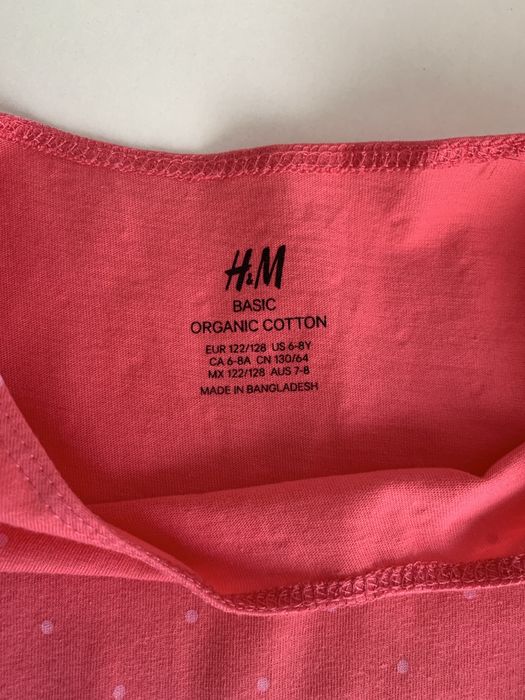 H&M
BASIC
ORGANIC COTTON
EUR 122/128 US 6-8Y
CA 6-8A CN 130/64
MX 122/128 AUS 7-8
MADE IN BANGLADESH